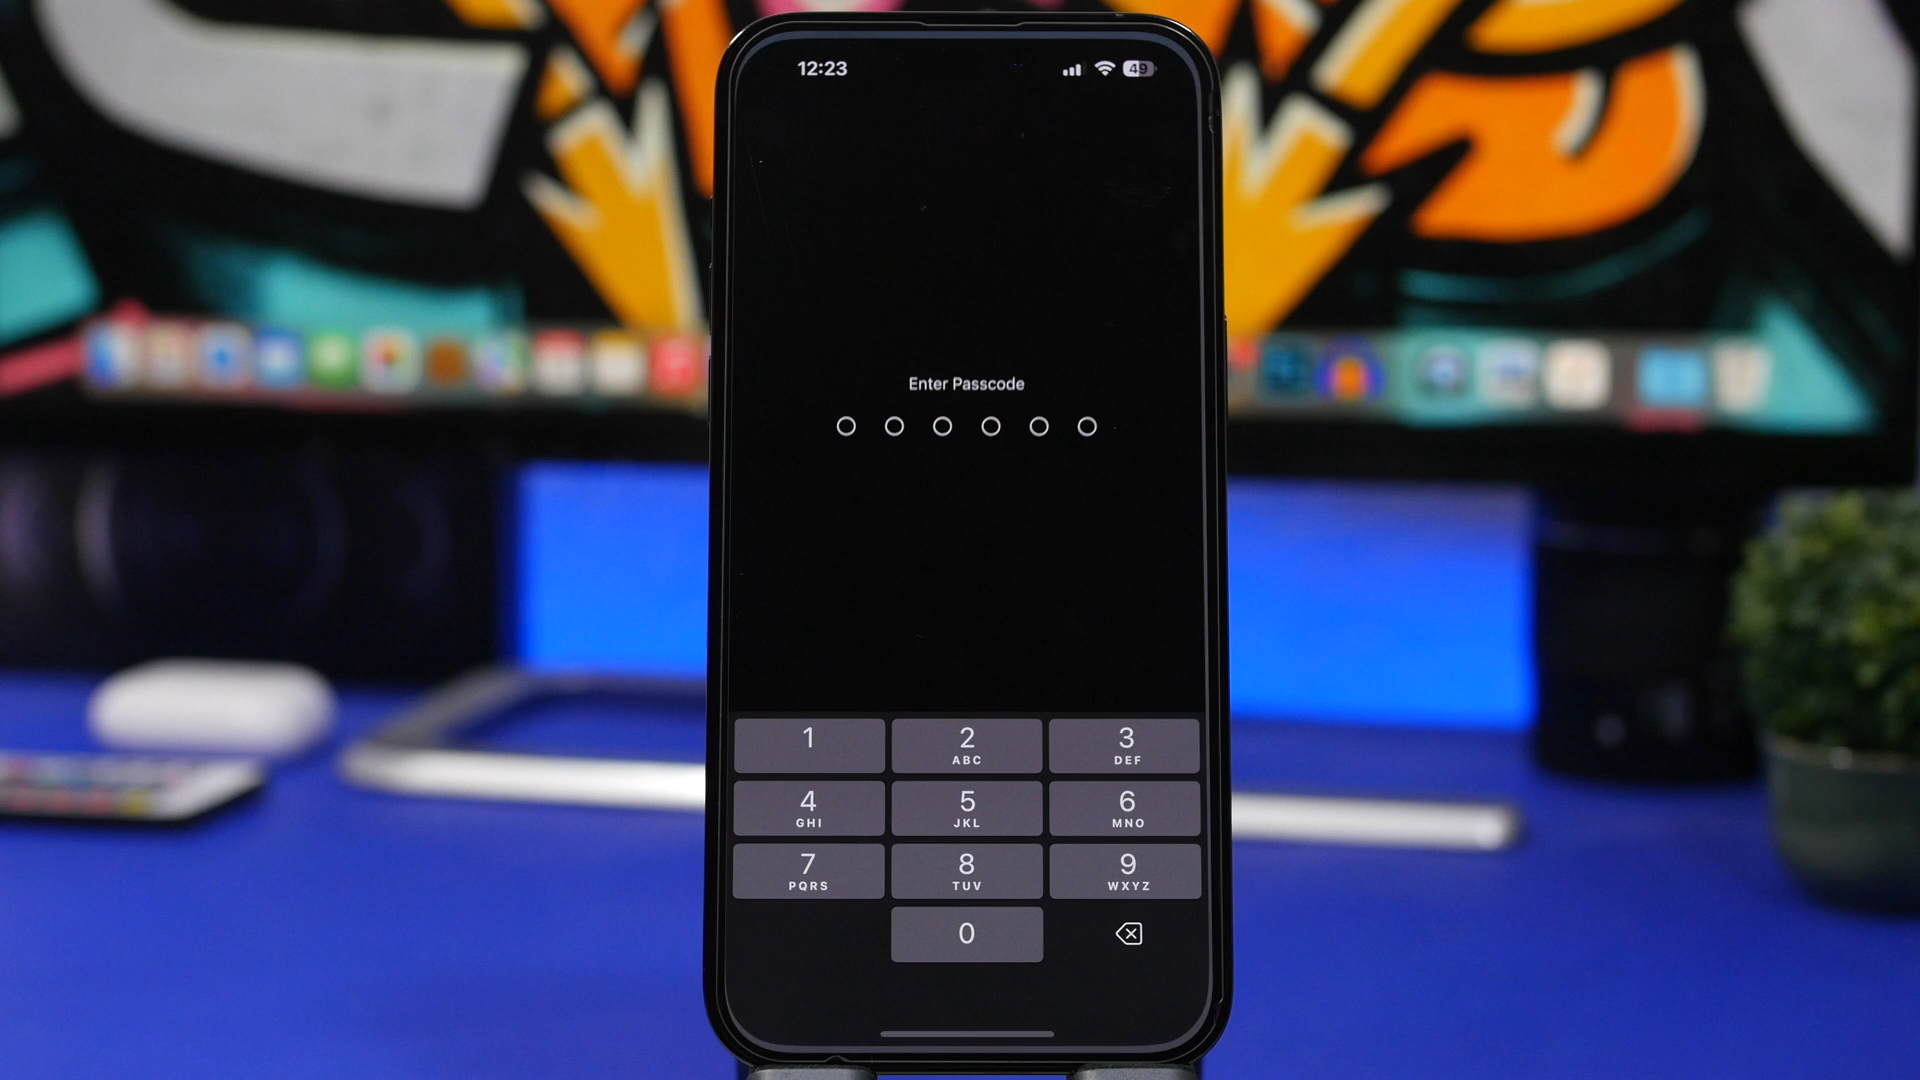 12:23 49
Enter Passcode
1 2 3
ABC DEF
4 5 6
GHI JKL MNO
7 8 9
PQRS TUV WXYZ
0